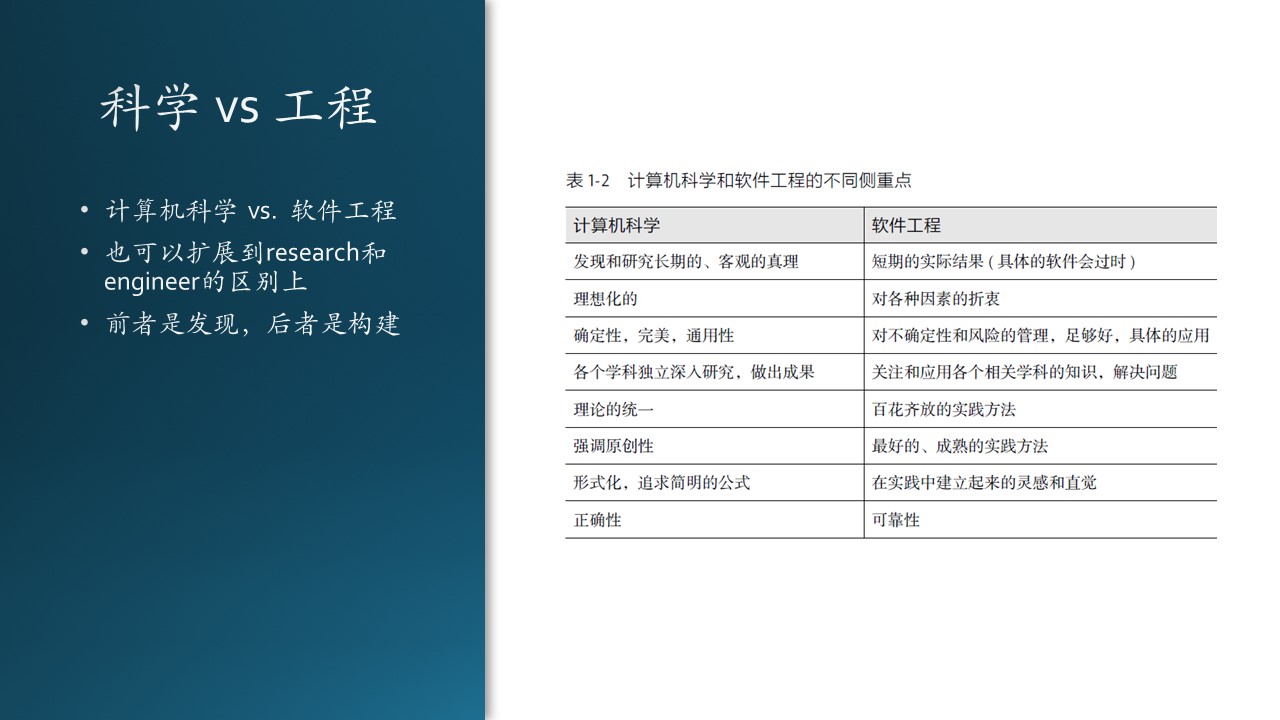 科学 vs 工程
• 计算机科学 vs. 软件工程
• 也可以扩展到research和
engineer的区别上
• 前者是发现，后者是构建
表 1-2 计算机科学和软件工程的不同侧重点
计算机科学 软件工程
发现和研究长期的、客观的真理 短期的实际结果 ( 具体的软件会过时 )
理想化的 对各种因素的折衷
确定性，完美，通用性 对不确定性和风险的管理，足够好，具体的应用
各个学科独立深入研究，做出成果 关注和应用各个相关学科的知识，解决问题
理论的统一 百花齐放的实践方法
强调原创性 最好的、成熟的实践方法
形式化，追求简明的公式 在实践中建立起来的灵感和直觉
正确性 可靠性